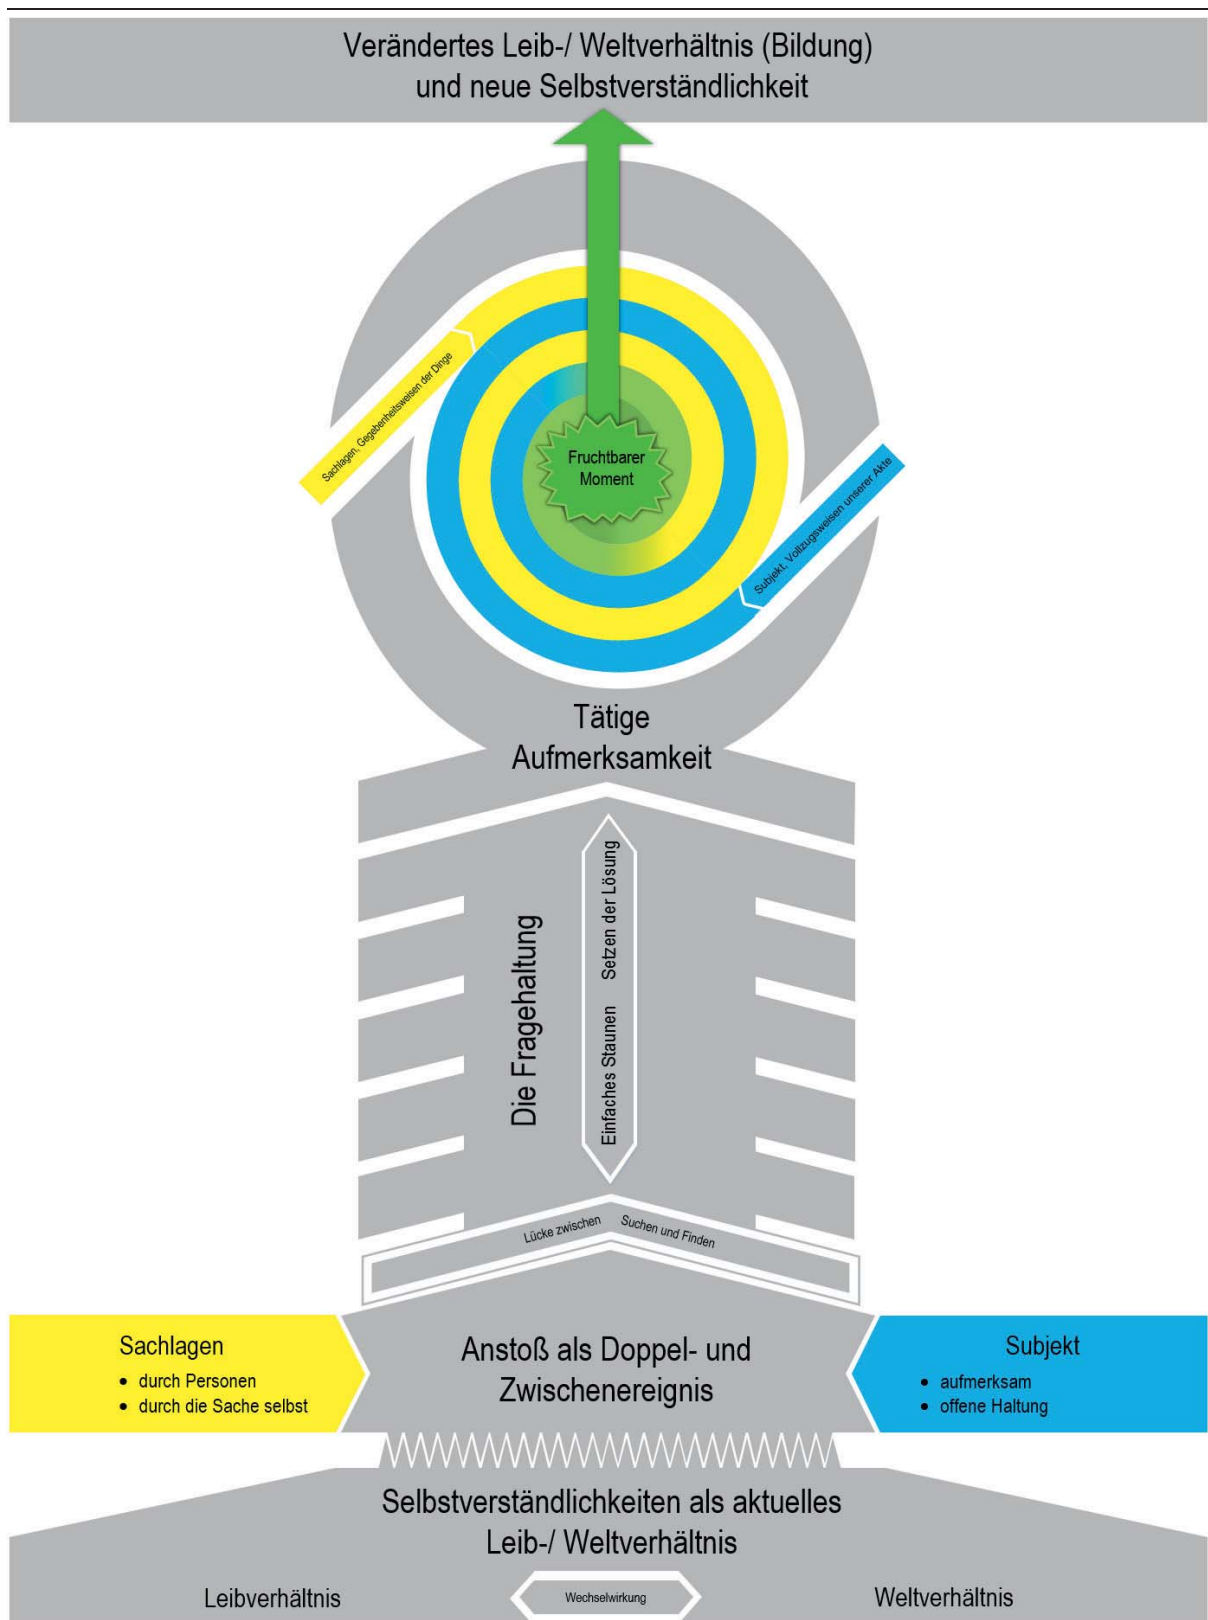 Verändertes Leib-/ Weltverhältnis (Bildung)
und neue Selbstverständlichkeit
Sachlagen, Gegebenheitsweisen der Dinge
Fruchtbarer
Moment
Subjekt, Vollzugsweisen unserer Akte
Tätige
Aufmerksamkeit
Die Fragehaltung
Einfaches Staunen Setzen der Lösung
Lücke zwischen Suchen und Finden
Sachlagen
• durch Personen
• durch die Sache selbst
Anstoß als Doppel- und
Zwischenereignis
Subjekt
• aufmerksam
• offene Haltung
Selbstverständlichkeiten als aktuelles
Leib-/ Weltverhältnis
Leibverhältnis
Wechselwirkung
Weltverhältnis